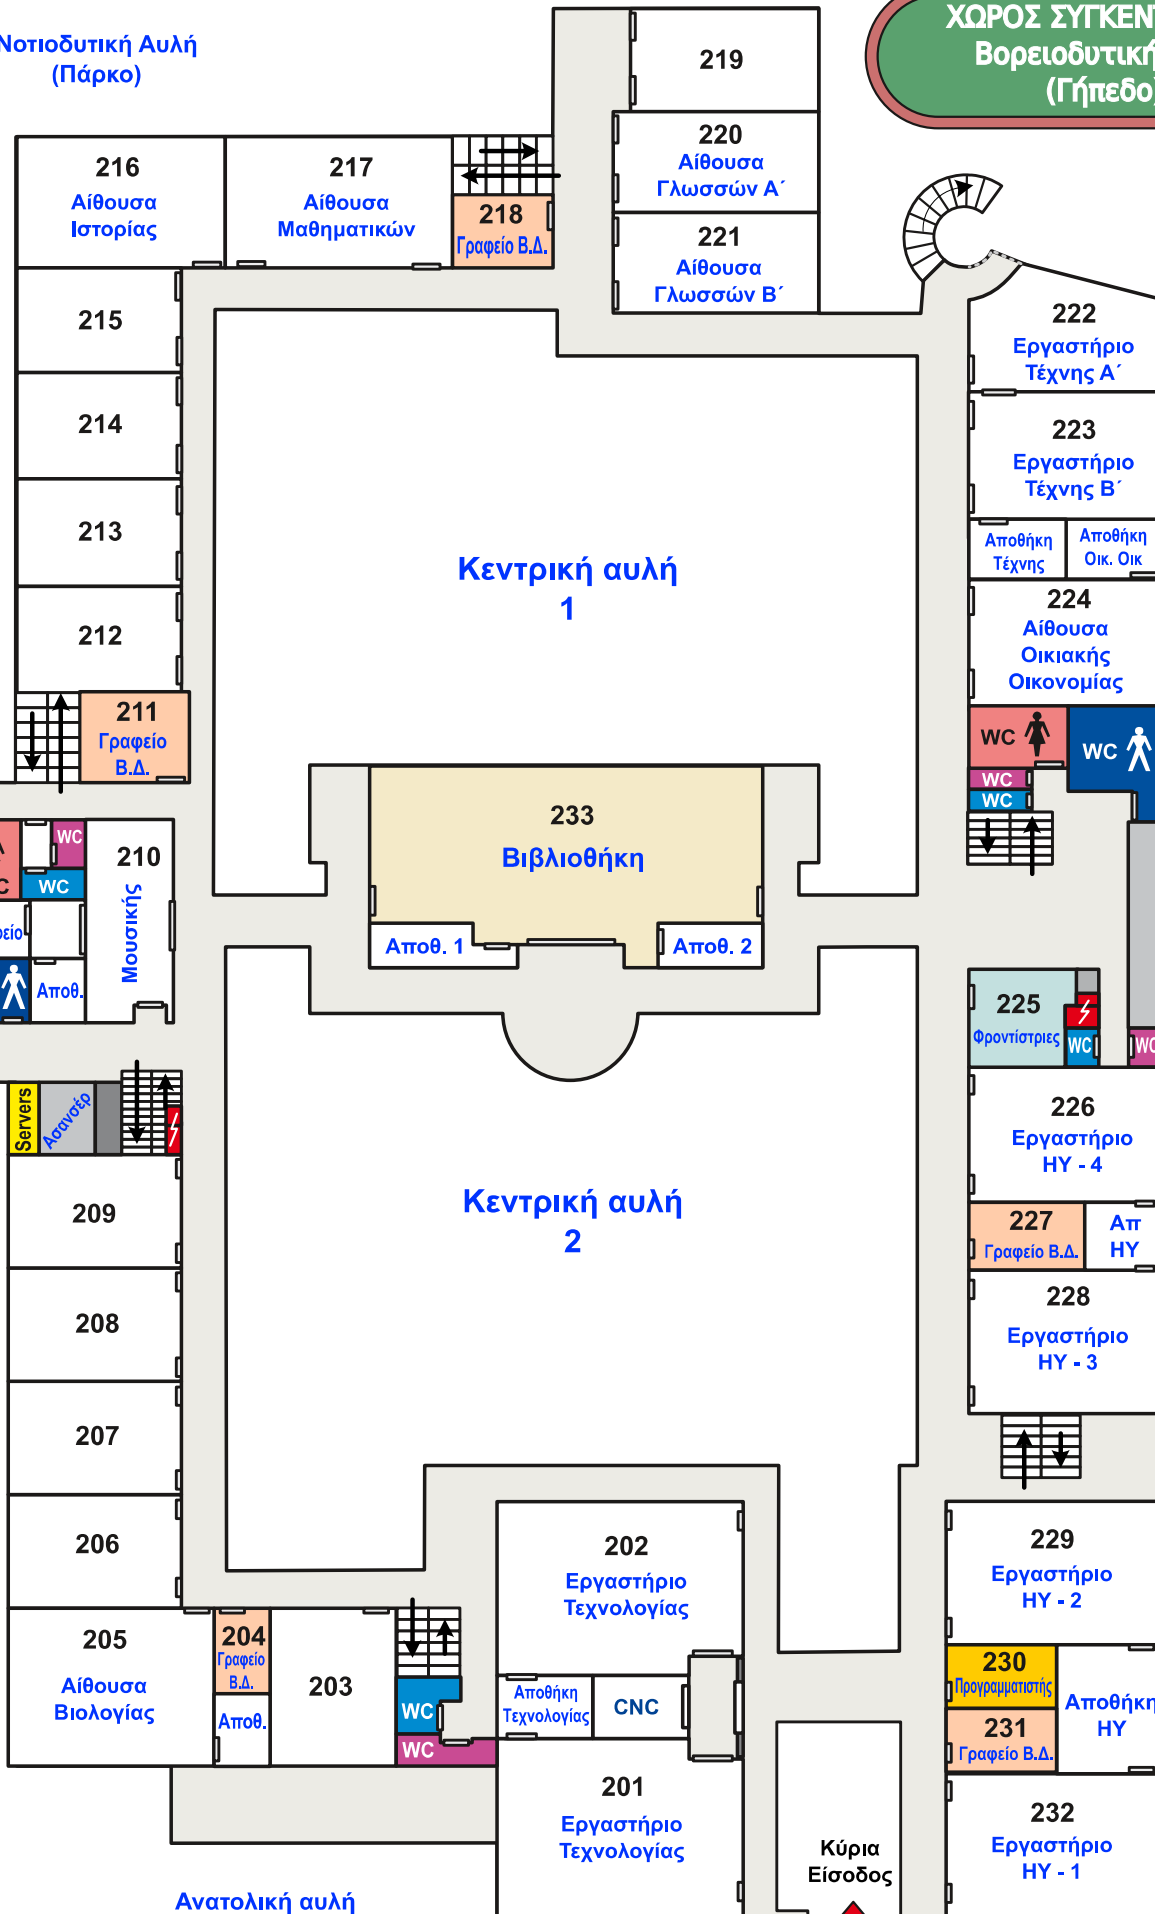 Νοτιοδυτική Αυλή
(Πάρκο)
Βορειοδυτική
(Γήπεδο)
ΧΩΡΟΣ
219
220
Αίθουσα
Γλωσσών Α΄
221
Αίθουσα
Γλωσσών Β΄
216
Αίθουσα
Ιστορίας
217
Αίθουσα
Μαθηματικών
218
Γραφείο Β.Δ.
215
214
213
212
211
Γραφείο
Β.Δ.
222
Εργαστήριο
Τέχνης Α΄
223
Εργαστήριο
Τέχνης Β΄
Αποθήκη
Τέχνης
Αποθήκη
Οικ. Οικ
224
Αίθουσα
Οικιακής
Οικονομίας
WC
WC
WC
WC
Κεντρική αυλή
1
233
Βιβλιοθήκη
Αποθ. 1
Αποθ. 2
WC
WC
210
Μουσικής
Αποθ.
225
Φροντίστριες
WC
WC
Servers
Ασανσέρ
209
208
207
206
Κεντρική αυλή
2
226
Εργαστήριο
ΗΥ - 4
227
Γραφείο Β.Δ.
Απ
ΗΥ
228
Εργαστήριο
ΗΥ - 3
229
Εργαστήριο
ΗΥ - 2
230
Προγραμματιστής
231
Γραφείο Β.Δ.
Αποθήκη
ΗΥ
232
Εργαστήριο
ΗΥ - 1
202
Εργαστήριο
Τεχνολογίας
Αποθήκη
Τεχνολογίας
CNC
201
Εργαστήριο
Τεχνολογίας
205
Αίθουσα
Βιολογίας
204
Γραφείο
Β.Δ.
Αποθ.
203
WC
WC
Κύρια
Είσοδος
Ανατολική αυλή